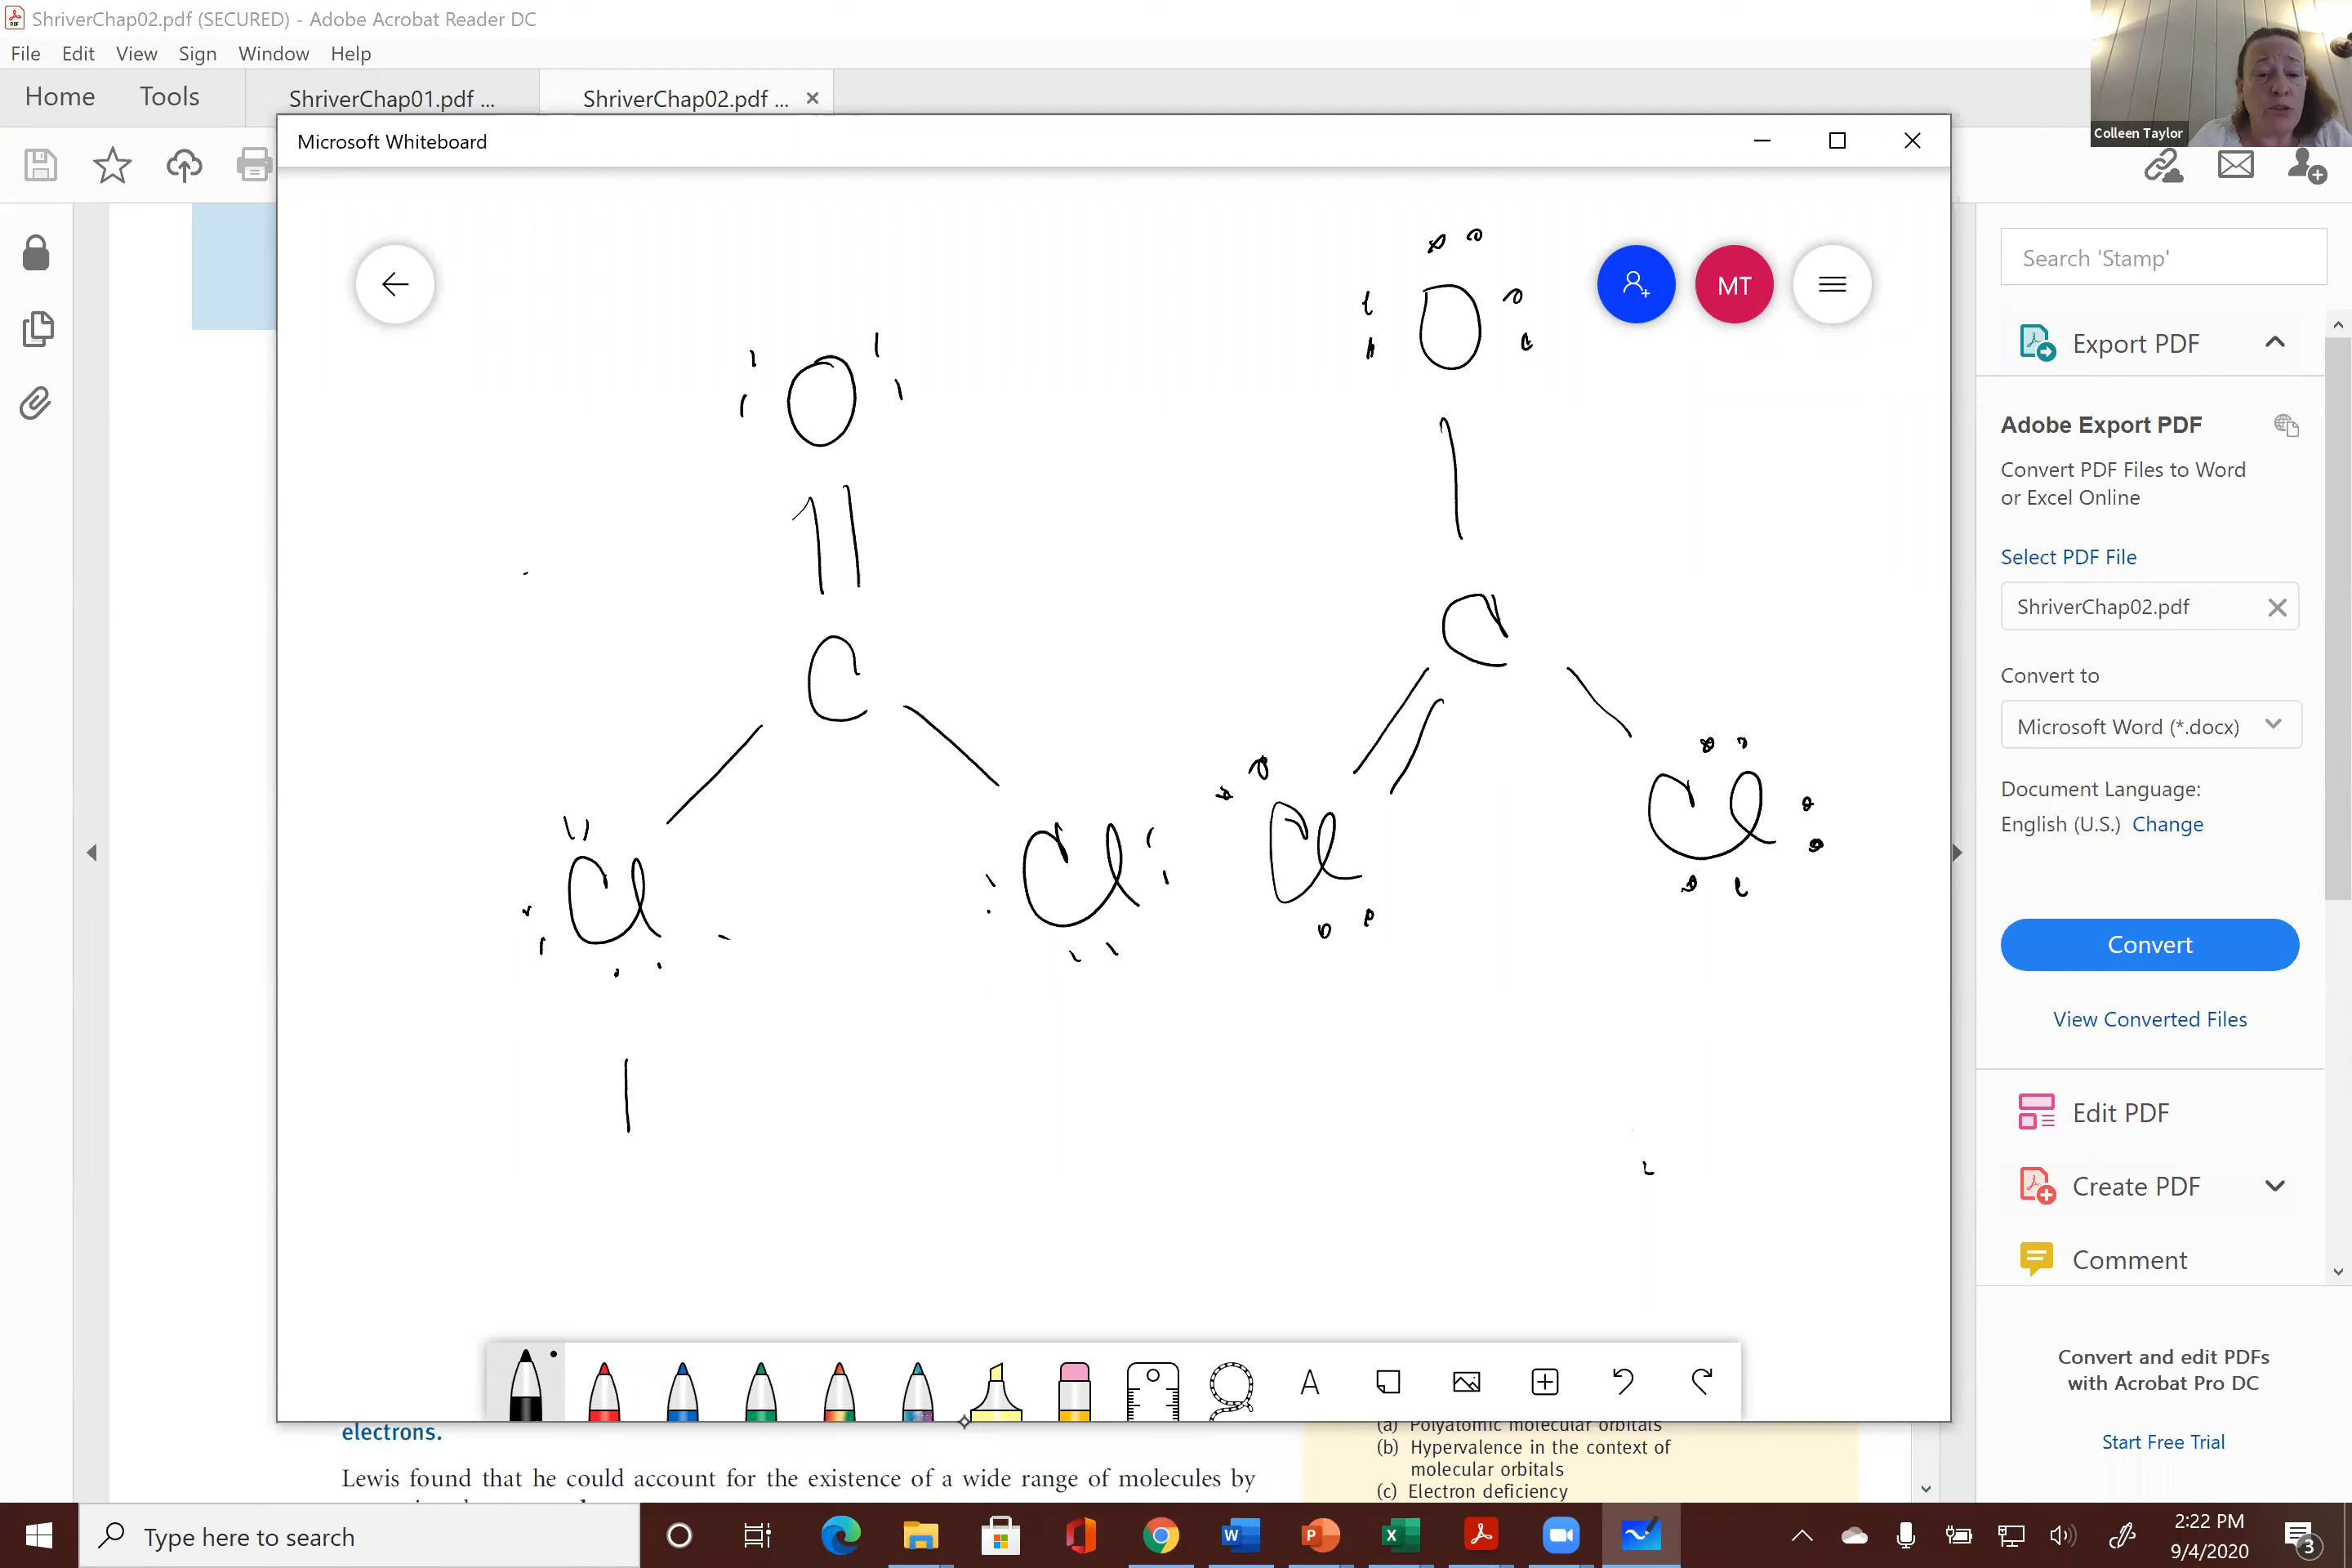 ShriverChap02.pdf (SECURED) - Adobe Acrobat Reader DC
File Edit View Sign Window Help
Home Tools ShriverChap01.pdf ... ShriverChap02.pdf ...
Colleen Taylor
Microsoft Whiteboard
MT
O
O
C
C
Cl
Cl
Cl
Cl
Search 'Stamp'
Export PDF
Adobe Export PDF
Convert PDF Files to Word
or Excel Online
Select PDF File
ShriverChap02.pdf
Convert to
Microsoft Word (*.docx)
Document Language:
English (U.S.) Change
Convert
View Converted Files
Edit PDF
Create PDF
Comment
Convert and edit PDFs
with Acrobat Pro DC
Start Free Trial
electrons.
Lewis found that he could account for the existence of a wide range of molecules by
(a) Polyatomic molecular orbitals
(b) Hypervalence in the context of
molecular orbitals
(c) Electron deficiency
Type here to search
2:22 PM
9/4/2020
3